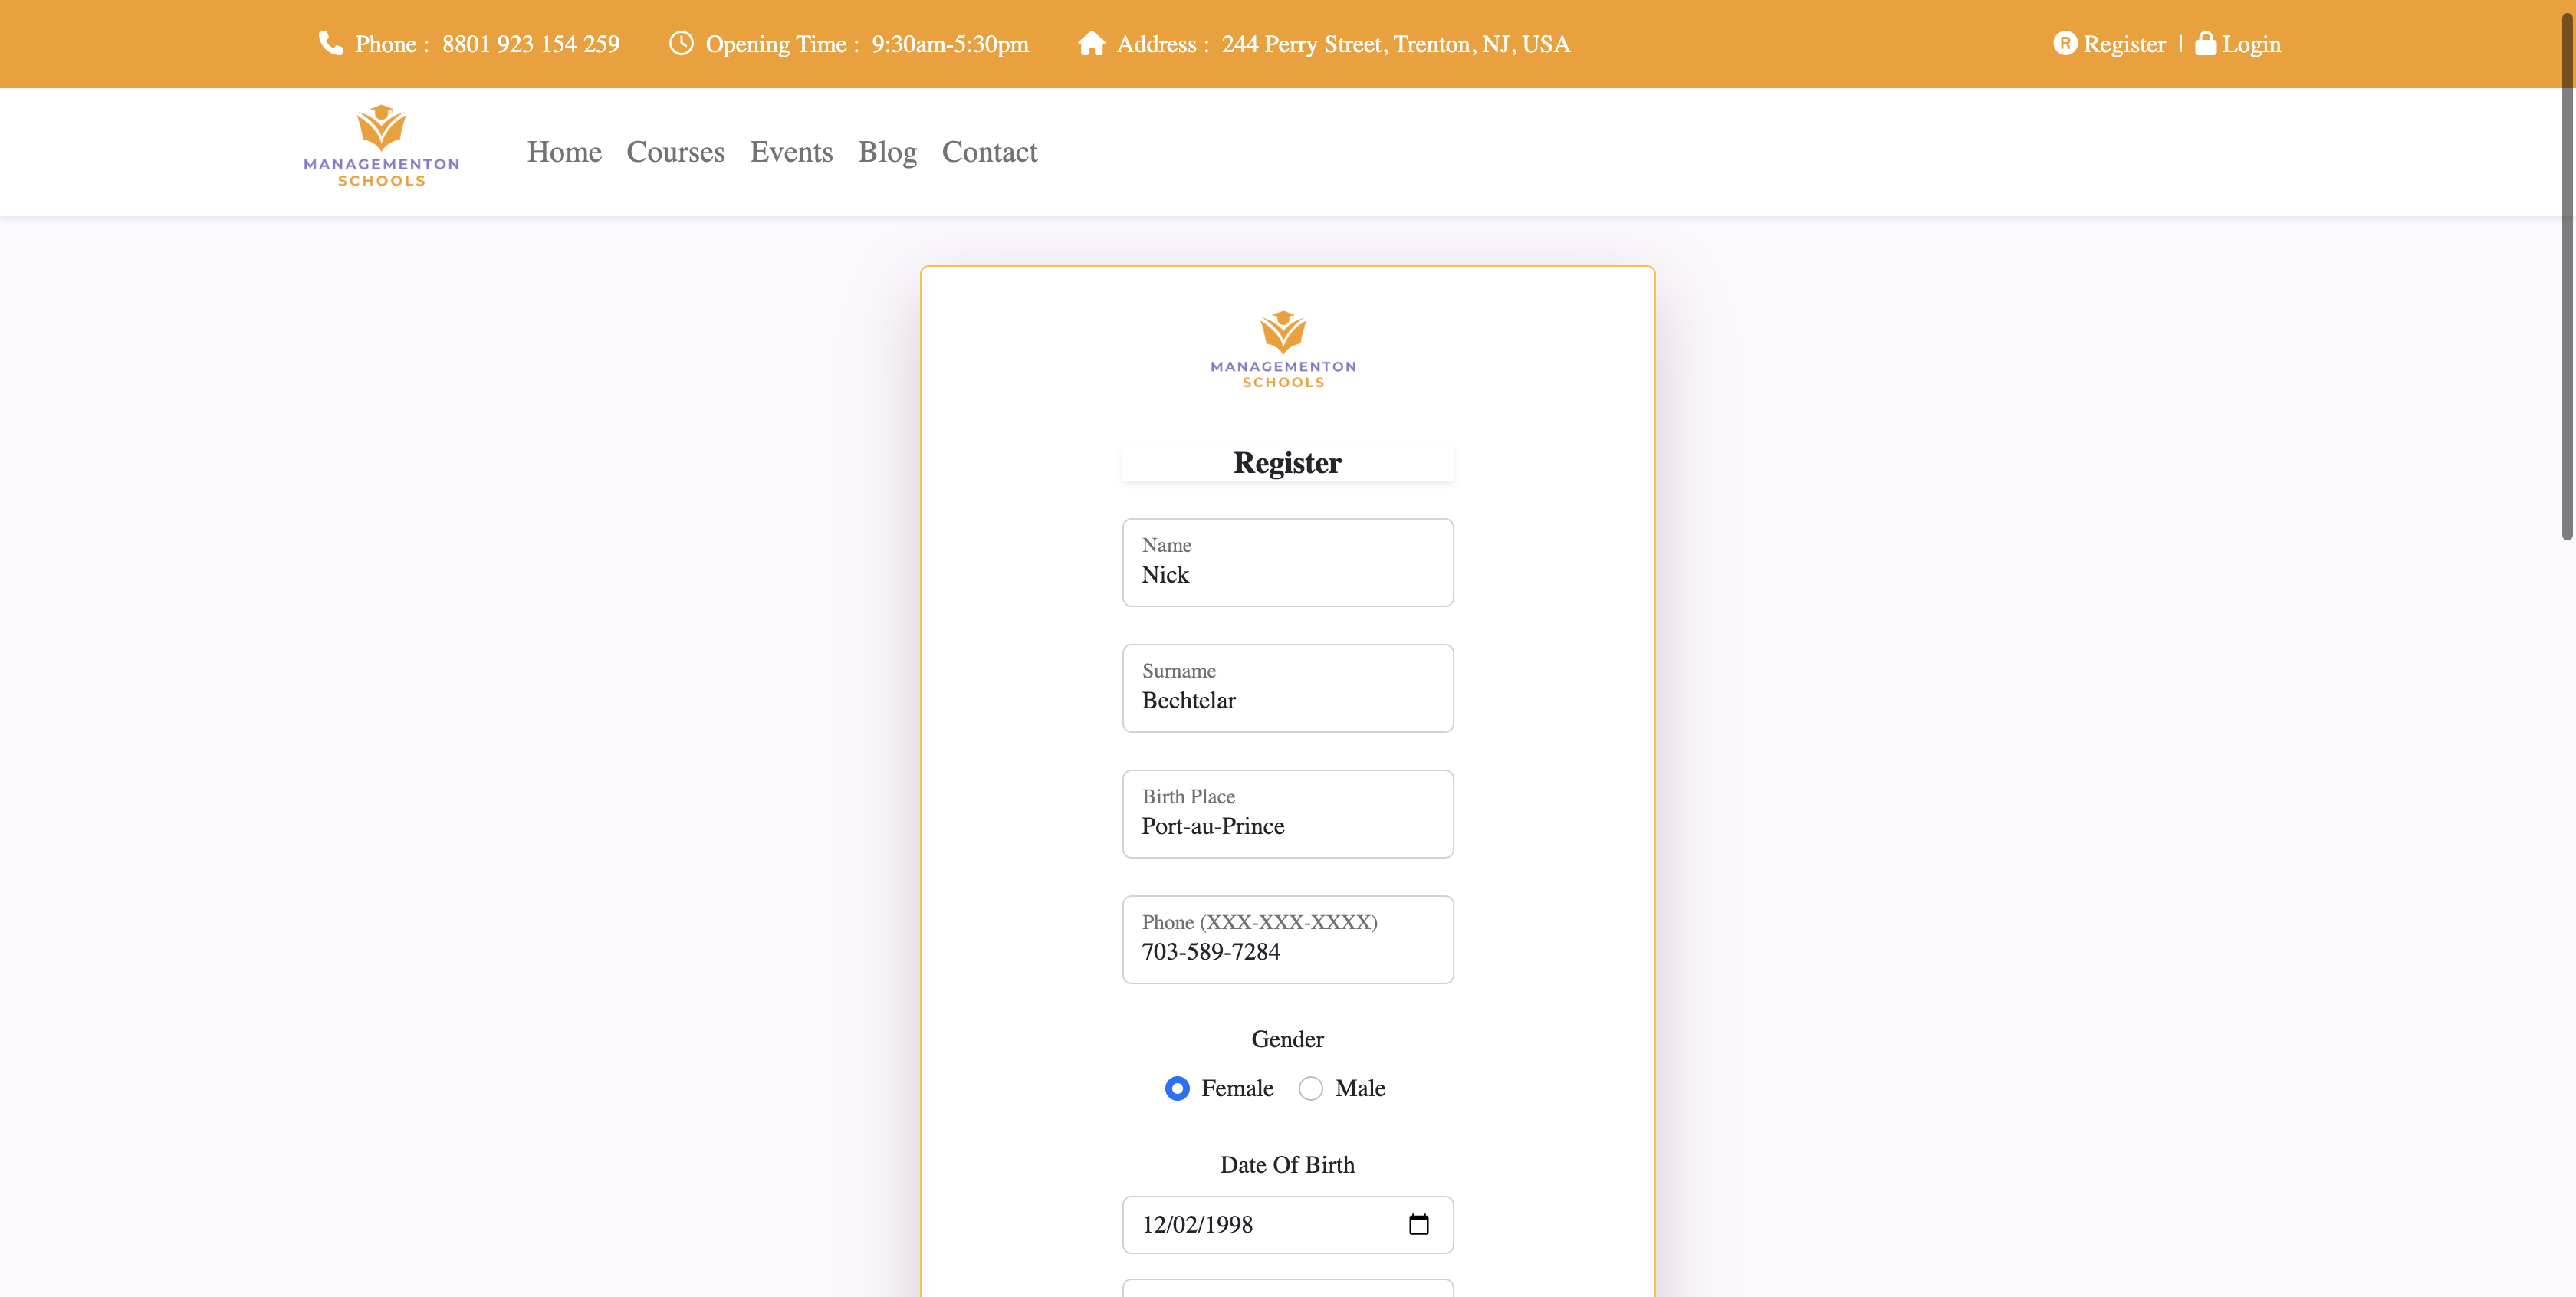 Phone : 8801 923 154 259 Opening Time : 9:30am-5:30pm Address : 244 Perry Street, Trenton, NJ, USA Register | Login
MANAGEMENTON
SCHOOLS
Home Courses Events Blog Contact
MANAGEMENTON
SCHOOLS
Register
Name
Nick
Surname
Bechtelar
Birth Place
Port-au-Prince
Phone (XXX-XXX-XXXX)
703-589-7284
Gender
Female Male
Date Of Birth
12/02/1998